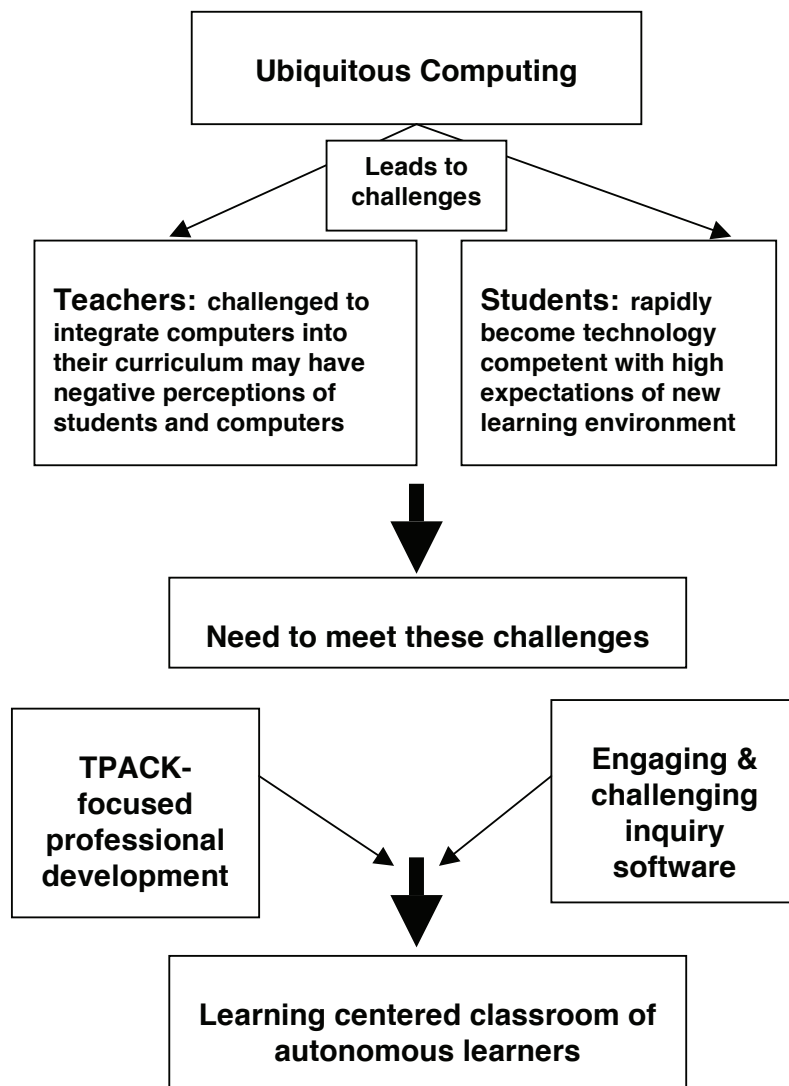 Ubiquitous Computing
Leads to
challenges
Teachers: challenged to
integrate computers into
their curriculum may have
negative perceptions of
students and computers
Students: rapidly
become technology
competent with high
expectations of new
learning environment
Need to meet these challenges
TPACK-
focused
professional
development
Engaging &
challenging
inquiry
software
Learning centered classroom of
autonomous learners